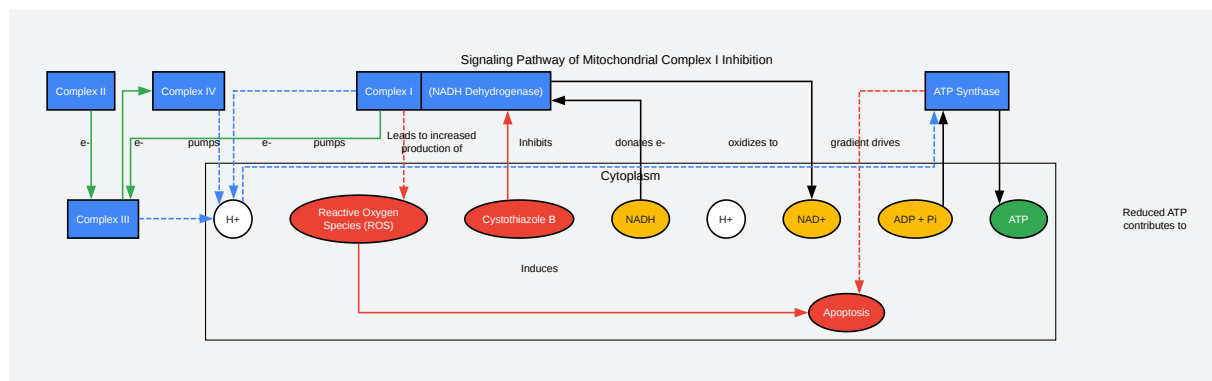 Signaling Pathway of Mitochondrial Complex I Inhibition
Complex II
Complex IV
Complex I
(NADH Dehydrogenase)
ATP Synthase
e-
e-
pumps
e-
pumps
Leads to increased
production of
Inhibits
donates e-
oxidizes to
gradient drives
Cytoplasm
Complex III
H+
Reactive Oxygen
Species (ROS)
Cystothiazole B
NADH
H+
NAD+
ADP + Pi
ATP
Reduced ATP
contributes to
Induces
Apoptosis